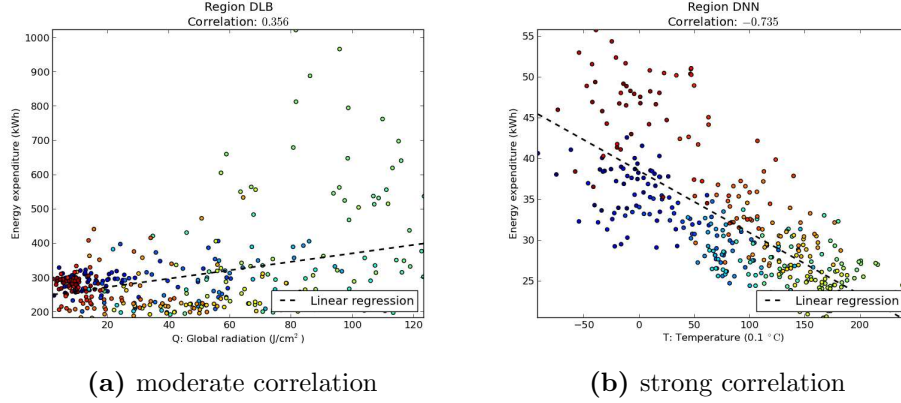 Region DLB
Correlation: 0.356
Energy expenditure (kWh)
1000
900
800
700
600
500
400
300
200
20
40
60
80
100
120
Linear regression
Q: Global radiation (J/cm² )
(a) moderate correlation
Region DNN
Correlation: −0.735
Energy expenditure (kWh)
55
50
45
40
35
30
25
−50
0
50
100
150
200
Linear regression
T: Temperature (0.1 °C)
(b) strong correlation